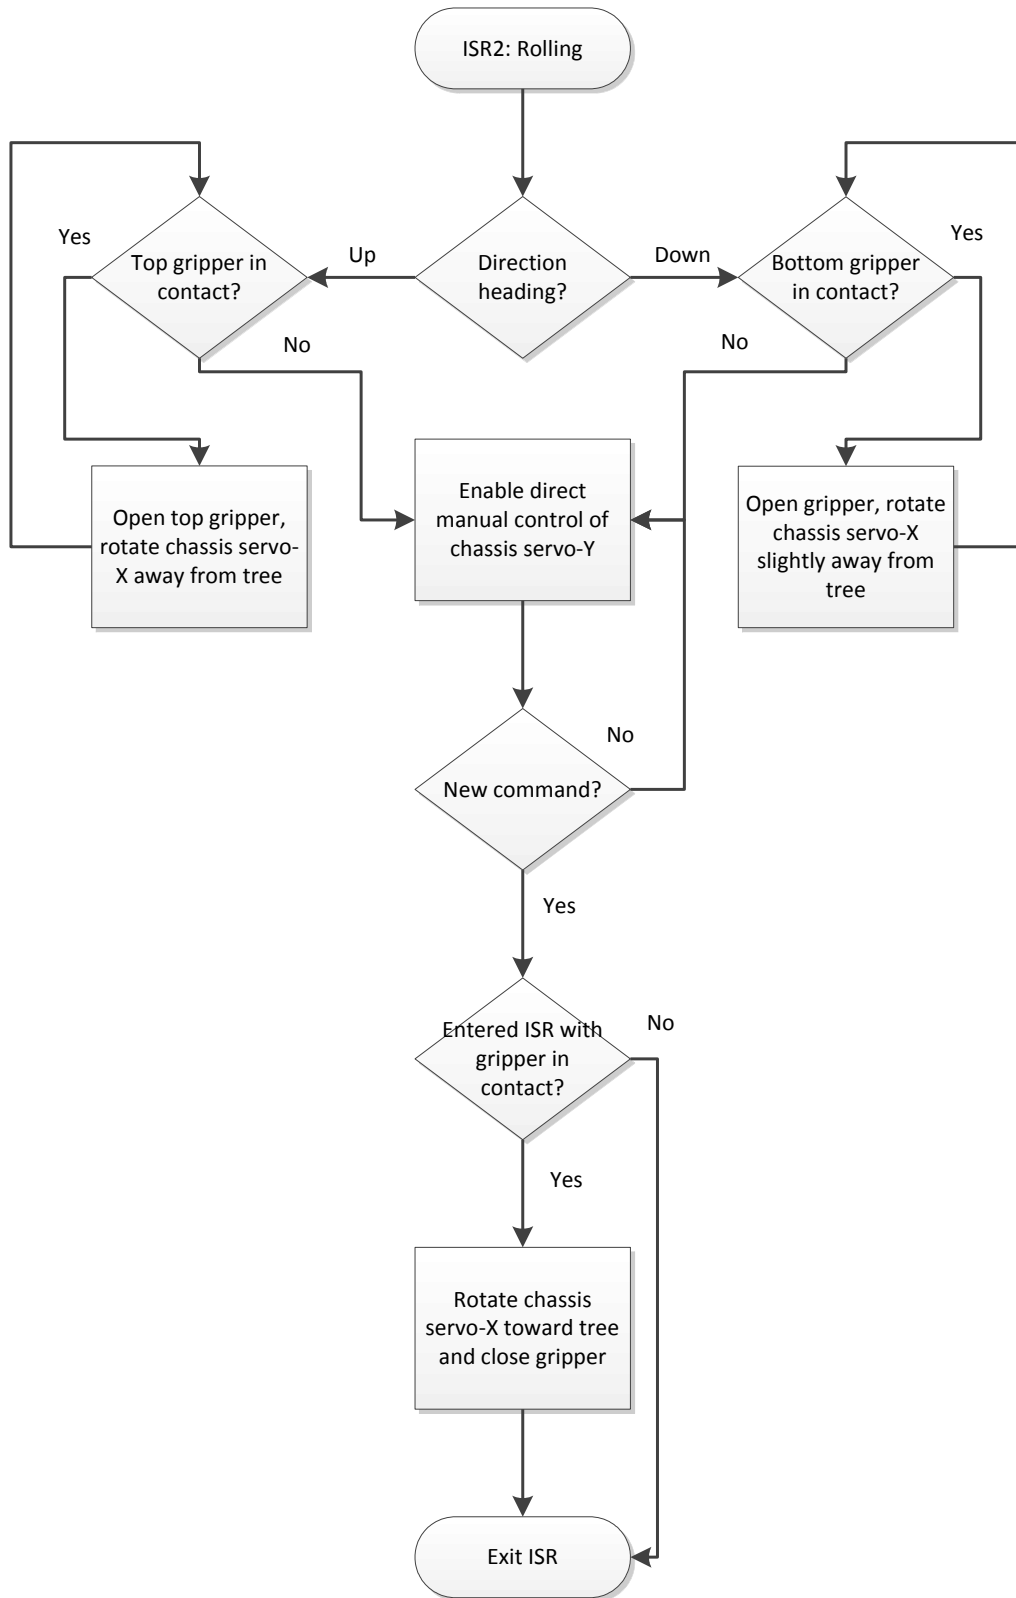 ISR2: Rolling
Yes
Top gripper in
contact?
Up
Direction
heading?
Down
Bottom gripper
in contact?
Yes
No
No
Open top gripper,
rotate chassis servo-
X away from tree
Enable direct
manual control of
chassis servo-Y
Open gripper, rotate
chassis servo-X
slightly away from
tree
New command?
No
Yes
Entered ISR with
gripper in
contact?
No
Yes
Rotate chassis
servo-X toward tree
and close gripper
Exit ISR